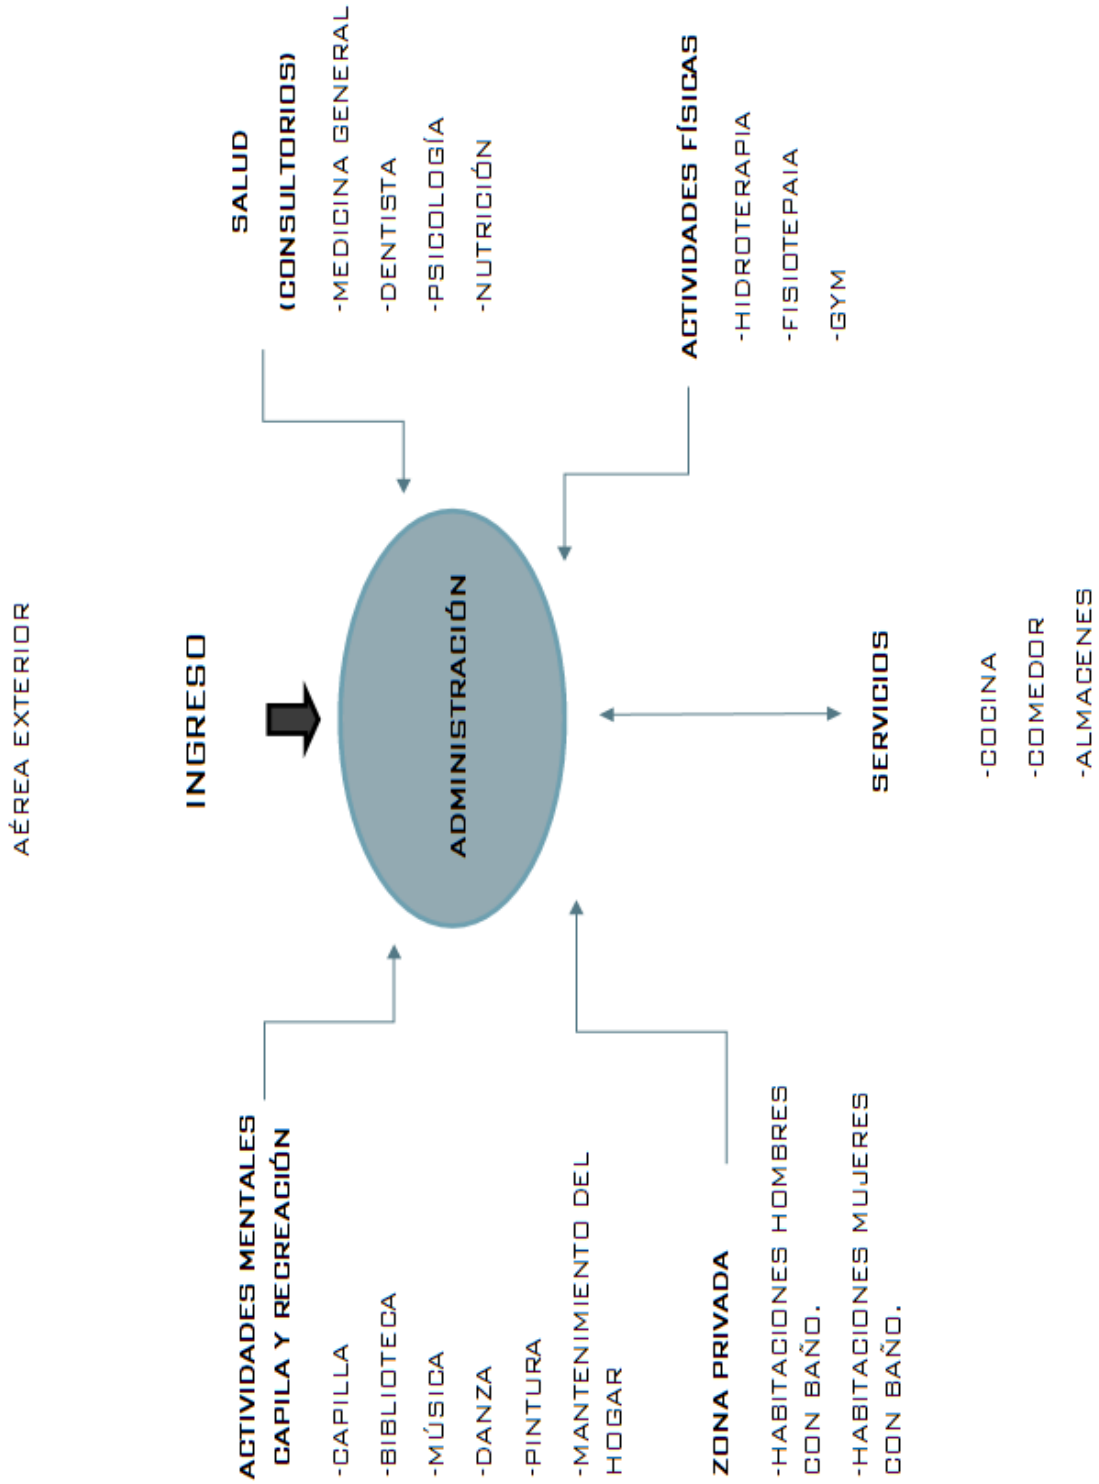 AÉREA EXTERIOR
INGRESO
ACTIVIDADES MENTALES
CAPILA Y RECREACIÓN
-CAPILLA
-BIBLIOTECA
-MÚSICA
-DANZA
-PINTURA
-MANTENIMIENTO DEL
HOGAR
SALUD
(CONSULTORIOS)
-MEDICINA GENERAL
-DENTISTA
-PSICOLOGÍA
-NUTRICIÓN
ADMINISTRACIÓN
ZONA PRIVADA
-HABITACIONES HOMBRES
CON BAÑO.
-HABITACIONES MUJERES
CON BAÑO.
SERVICIOS
-COCINA
-COMEDOR
-ALMACENES
ACTIVIDADES FÍSICAS
-HIDROTERAPIA
-FISIOTEPAIA
-GYM